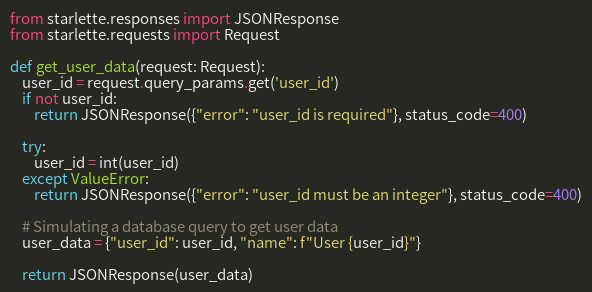 from starlette.responses import JSONResponse
from starlette.requests import Request

def get_user_data(request: Request):
    user_id = request.query_params.get('user_id')
    if not user_id:
        return JSONResponse({"error": "user_id is required"}, status_code=400)

    try:
        user_id = int(user_id)
    except ValueError:
        return JSONResponse({"error": "user_id must be an integer"}, status_code=400)

    # Simulating a database query to get user data
    user_data = {"user_id": user_id, "name": f"User {user_id}"}

    return JSONResponse(user_data)